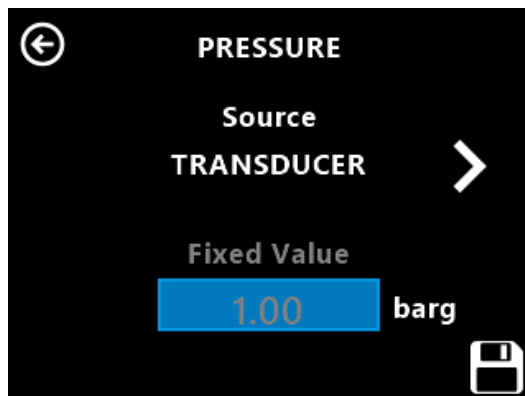 PRESSURE
Source
TRANSDUCER
Fixed Value
1.00 barg